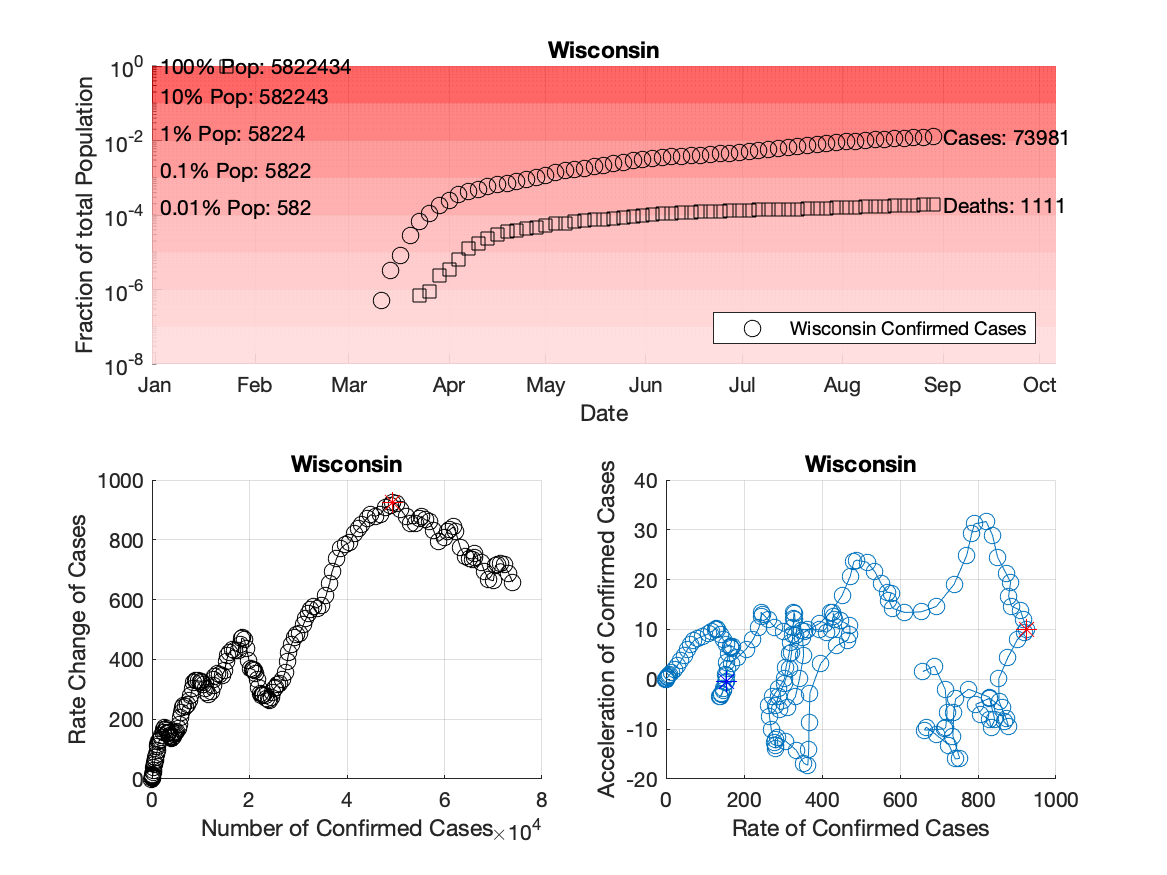 Wisconsin
10^0
10^-2
10^-4
10^-6
10^-8
Fraction of total Population
100% Pop: 5822434
10% Pop: 582243
1% Pop: 58224
0.1% Pop: 5822
0.01% Pop: 582
Cases: 73981
Deaths: 1111
Wisconsin Confirmed Cases
Jan Feb Mar Apr May Jun Jul Aug Sep Oct
Date
Wisconsin
1000
800
600
400
200
0
Rate Change of Cases
0 2 4 6 8
Number of Confirmed Cases ×10^4
Wisconsin
40
30
20
10
0
-10
-20
Acceleration of Confirmed Cases
0 200 400 600 800 1000
Rate of Confirmed Cases